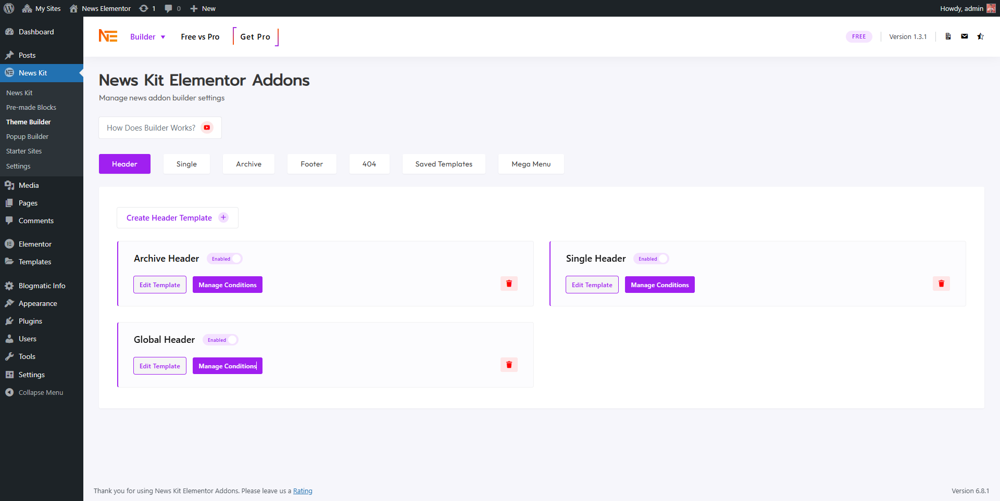 My Sites
News Elementor
1
0
New
Howdy, admin
Dashboard
Posts
News Kit
News Kit
Pre-made Blocks
Theme Builder
Popup Builder
Starter Sites
Settings
Media
Pages
Comments
Elementor
Templates
Blogmatic Info
Appearance
Plugins
Users
Tools
Settings
Collapse Menu
NE
Builder
Free vs Pro
Get Pro
FREE
Version 1.3.1
News Kit Elementor Addons
Manage news addon builder settings
How Does Builder Works?
Header
Single
Archive
Footer
404
Saved Templates
Mega Menu
Create Header Template +
Archive Header
Enabled
Edit Template
Manage Conditions
Single Header
Enabled
Edit Template
Manage Conditions
Global Header
Enabled
Edit Template
Manage Conditions
Thank you for using News Kit Elementor Addons. Please leave us a Rating
Version 6.8.1